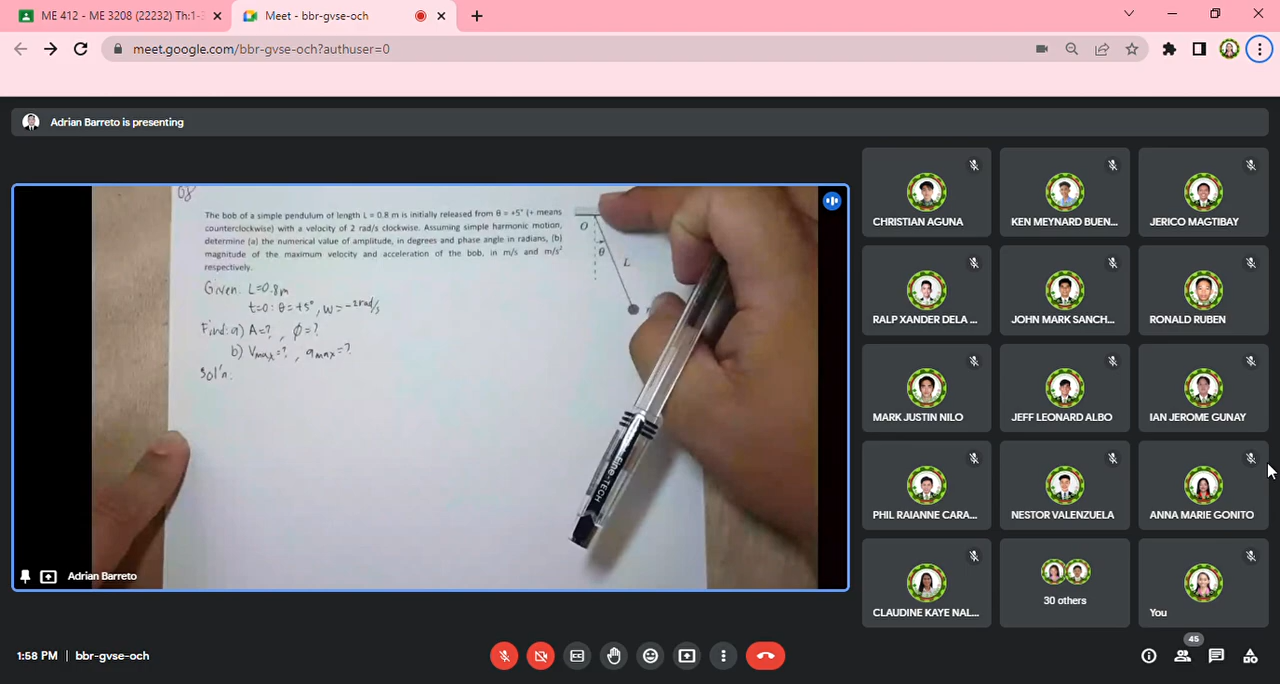 ME 412 - ME 3208 (22232) Th:1-3
Meet - bbr-gvse-och
meet.google.com/bbr-gvse-och?authuser=0
Adrian Barreto is presenting
08
The bob of a simple pendulum of length L = 0.8 m is initially released from θ = +5° (+ means
counterclockwise) with a velocity of 2 rad/s clockwise. Assuming simple harmonic motion,
determine (a) the numerical value of amplitude, in degrees and phase angle in radians, (b)
magnitude of the maximum velocity and acceleration of the bob, in m/s and m/s²
respectively.
O
θ
L
Given: L=0.8m
t=0: θ=+5°, w=-2rad/s
Find: a) A=?, φ=?
b) Vmax=?, amax=?
Sol'n:
Fine-TECH
Adrian Barreto
CHRISTIAN AGUNA
KEN MEYNARD BUEN...
JERICO MAGTIBAY
RALP XANDER DELA ...
JOHN MARK SANCH...
RONALD RUBEN
MARK JUSTIN NILO
JEFF LEONARD ALBO
IAN JEROME GUNAY
PHIL RAIANNE CARA...
NESTOR VALENZUELA
ANNA MARIE GONITO
CLAUDINE KAYE NAL...
30 others
You
1:58 PM | bbr-gvse-och
45